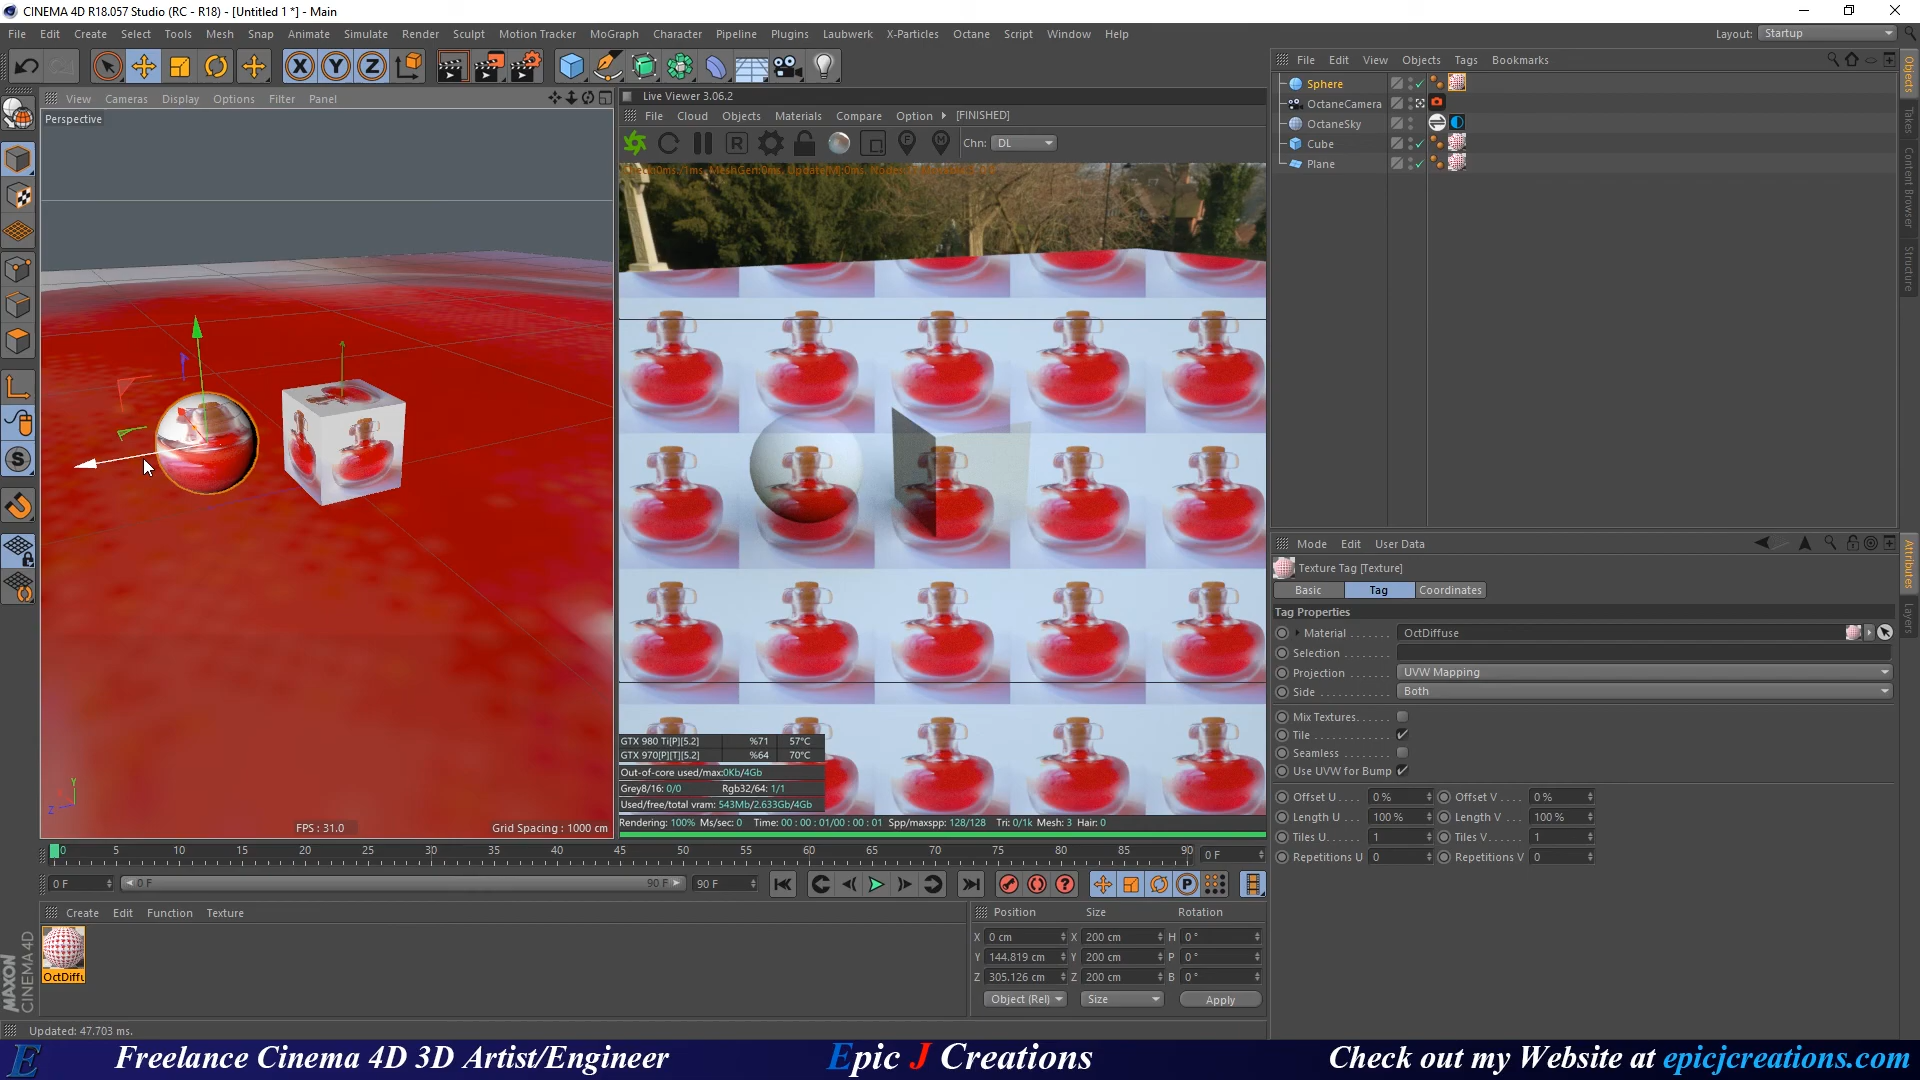 CINEMA 4D R18.057 Studio (RC - R18) - [Untitled 1 *] - Main
File Edit Create Select Tools Mesh Snap Animate Simulate Render Sculpt Motion Tracker MoGraph Character Pipeline Plugins Laubwerk X-Particles Octane Script Window Help
Layout: Startup
View Cameras Display Options Filter Panel
Perspective
Live Viewer 3.06.2
File Cloud Objects Materials Compare Option [FINISHED]
Chn: DL
File Edit View Objects Tags Bookmarks
Sphere
OctaneCamera
OctaneSky
Cube
Plane
Objects
Takes
Content Browser
Structure
Mode Edit User Data
Texture Tag [Texture]
Basic Tag Coordinates
Tag Properties
Material OctDiffuse
Selection
Projection UVW Mapping
Side Both
Mix Textures
Tile
Seamless
Use UVW for Bump
Offset U 0 % Offset V 0 %
Length U 100 % Length V 100 %
Tiles U 1 Tiles V 1
Repetitions U 0 Repetitions V 0
Attributes
Layers
GTX 980 Ti[P][5.2] %71 57°C
GTX 970[P][T][5.2] %64 70°C
Out-of-core used/max:0Kb/4Gb
Grey8/16: 0/0 Rgb32/64: 1/1
Used/free/total vram: 543Mb/2.633Gb/4Gb
Rendering: 100% Ms/sec: 0 Time: 00 : 00 : 01/00 : 00 : 01 Spp/maxspp: 128/128 Tri: 0/1k Mesh: 3 Hair: 0
FPS : 31.0
Grid Spacing : 1000 cm
Y
Z
0 5 10 15 20 25 30 35 40 45 50 55 60 65 70 75 80 85 90 0 F
0 F 0 F 90 F 90 F
Create Edit Function Texture
OctDiffu
Position Size Rotation
X 0 cm X 200 cm H 0 °
Y 144.819 cm Y 200 cm P 0 °
Z 305.126 cm Z 200 cm B 0 °
Object (Rel) Size Apply
MAXON
CINEMA 4D
Updated: 47.703 ms.
E Freelance Cinema 4D 3D Artist/Engineer Epic J Creations Check out my Website at epicjcreations.com